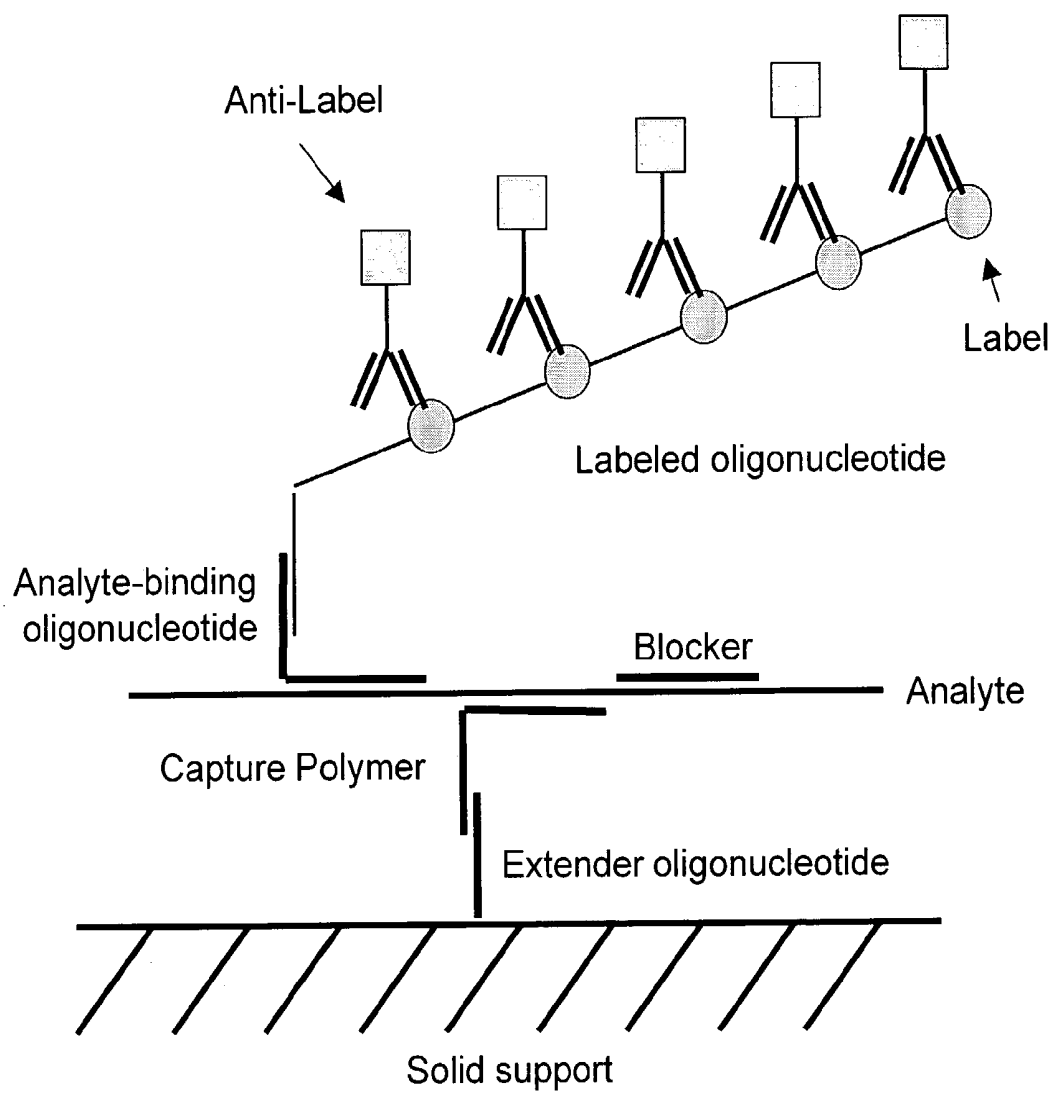 Anti-Label
Label
Labeled oligonucleotide
Analyte-binding
oligonucleotide
Blocker
Analyte
Capture Polymer
Extender oligonucleotide
Solid support